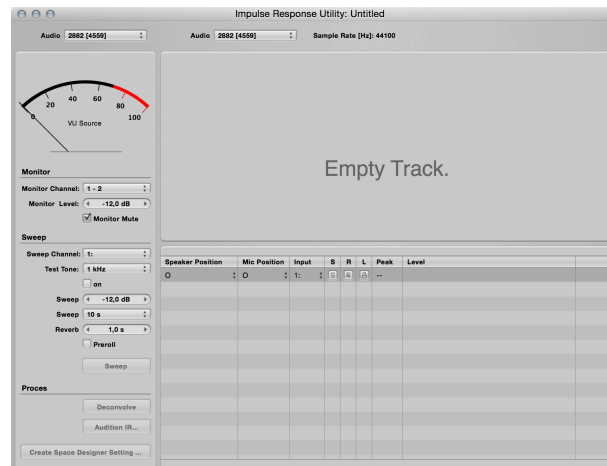 Impulse Response Utility: Untitled
Audio 2882 [4559] Audio 2882 [4559] Sample Rate [Hz]: 44100
0 20 40 60 80 100
VU Source
Empty Track.
Monitor
Monitor Channel: 1 - 2
Monitor Level: -12,0 dB
Monitor Mute
Sweep
Sweep Channel: 1:
Test Tone: 1 kHz
on
Sweep -12,0 dB
Sweep 10 s
Reverb 1,0 s
Preroll
Sweep
Proces
Deconvolve
Audition IR...
Create Space Designer Setting ...
Speaker Position Mic Position Input S R L Peak Level
O O 1: S R --